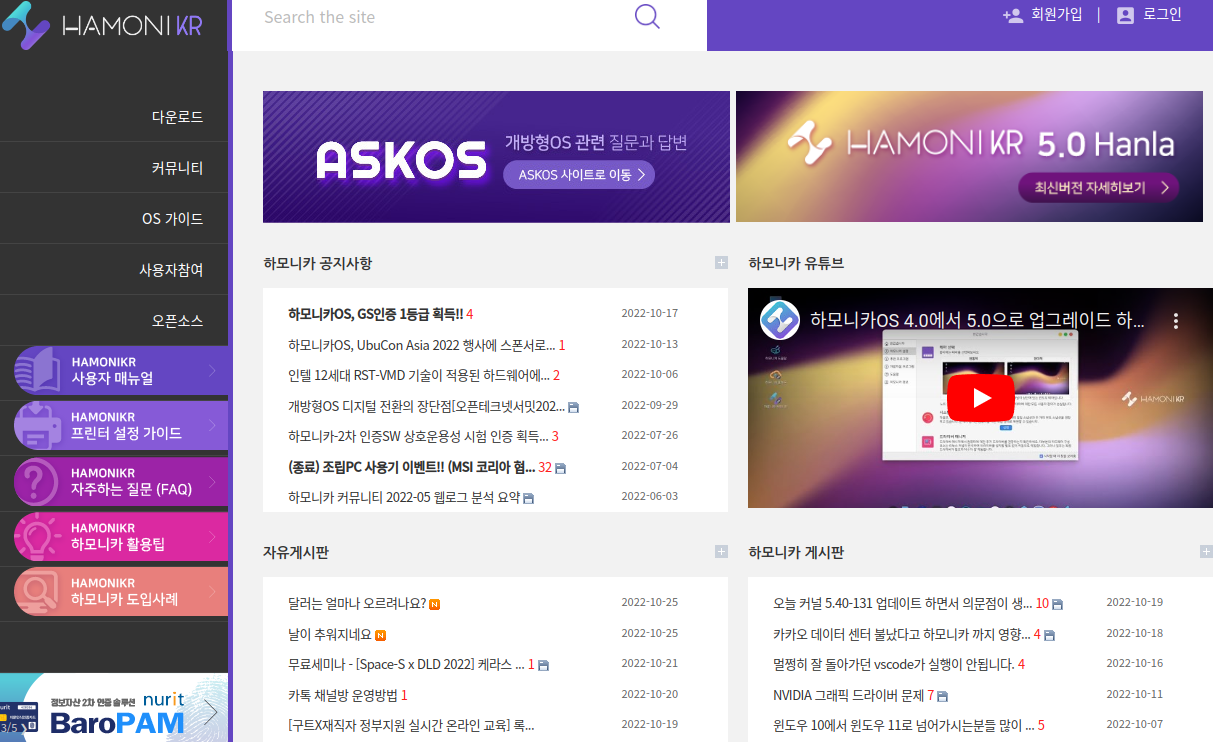 HAMONIKR
Search the site
회원가입 | 로그인
다운로드
커뮤니티
OS 가이드
사용자참여
오픈소스
HAMONIKR
사용자 매뉴얼
HAMONIKR
프린터 설정 가이드
HAMONIKR
자주하는 질문 (FAQ)
HAMONIKR
하모니카 활용팁
HAMONIKR
하모니카 도입사례
정보자산 2차 인증 솔루션 nurit
BaroPAM
3/5
ASKOS
개방형OS 관련 질문과 답변
ASKOS 사이트로 이동
HAMONIKR 5.0 Hanla
최신버전 자세히보기
하모니카 공지사항
하모니카OS, GS인증 1등급 획득!! 4 2022-10-17
하모니카OS, UbuCon Asia 2022 행사에 스폰서로... 1 2022-10-13
인텔 12세대 RST-VMD 기술이 적용된 하드웨어에... 2 2022-10-06
개방형OS 디지털 전환의 장단점[오픈테크넷서밋202... 2022-09-29
하모니카-2차 인증SW 상호운용성 시험 인증 획득... 3 2022-07-26
(종료) 조립PC 사용기 이벤트!! (MSI 코리아 협... 32 2022-07-04
하모니카 커뮤니티 2022-05 웹로그 분석 요약 2022-06-03
하모니카 유튜브
하모니카OS 4.0에서 5.0으로 업그레이드 하...
HAMONIKR
자유게시판
달러는 얼마나 오르려나요? N 2022-10-25
날이 추워지네요 N 2022-10-25
무료세미나 - [Space-S x DLD 2022] 케라스 ... 1 2022-10-21
카톡 채널방 운영방법 1 2022-10-20
[구트X재직자 정부지원 실시간 온라인 교육] 록... 2022-10-19
하모니카 게시판
오늘 커널 5.40-131 업데이트 하면서 의문점이 생... 10 2022-10-19
카카오 데이터 센터 불났다고 하모니카 까지 영향... 4 2022-10-18
멀쩡히 잘 돌아가던 vscode가 실행이 안됩니다. 4 2022-10-16
NVIDIA 그래픽 드라이버 문제 7 2022-10-11
윈도우 10에서 윈도우 11로 넘어가시는분들 많이 ... 5 2022-10-07